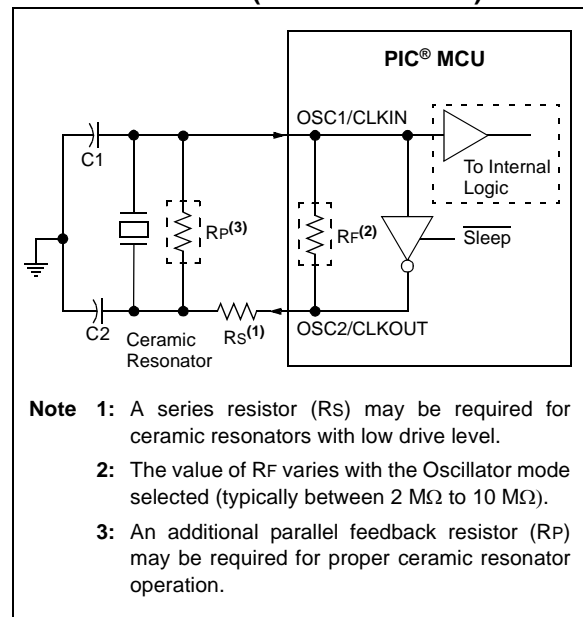 PIC® MCU
OSC1/CLKIN
C1
To Internal
Logic
RP(3)
RF(2)
Sleep
C2
Ceramic
Resonator
RS(1)
OSC2/CLKOUT
Note 1: A series resistor (RS) may be required for
ceramic resonators with low drive level.
2: The value of RF varies with the Oscillator mode
selected (typically between 2 MΩ to 10 MΩ).
3: An additional parallel feedback resistor (RP)
may be required for proper ceramic resonator
operation.